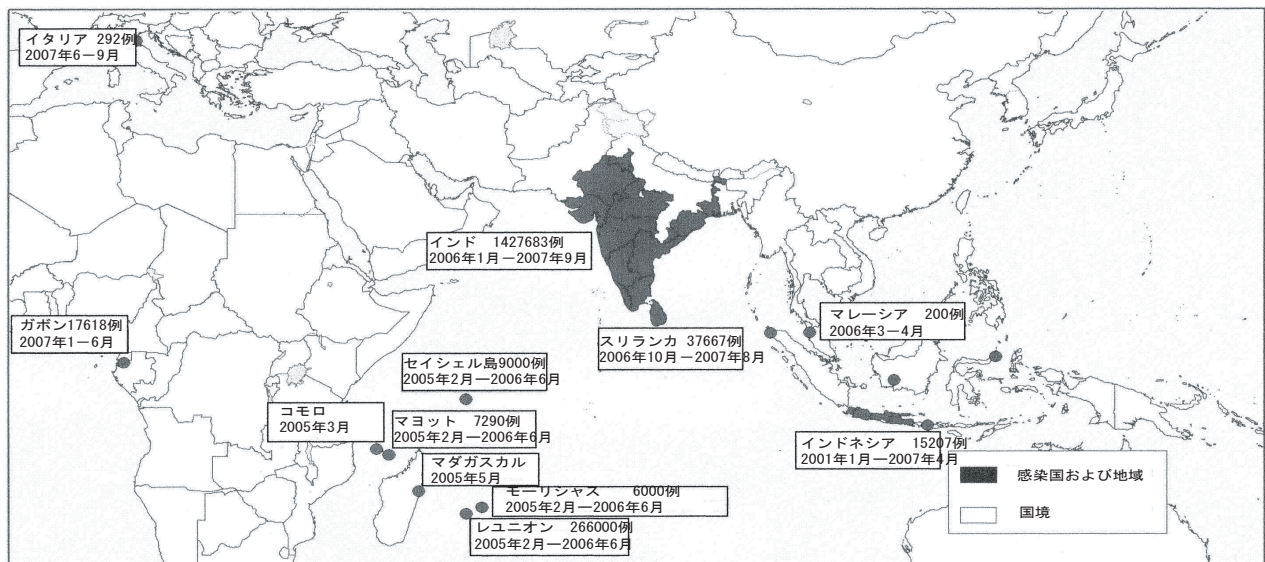 イタリア 292例
2007年6－9月
インド　1427683例
2006年1月－2007年9月
ガボン17618例
2007年1－6月
スリランカ 37667例
2006年10月－2007年8月
マレーシア　200例
2006年3－4月
セイシェル島9000例
2005年2月―2006年6月
コモロ
2005年3月
マヨット　7290例
2005年2月―2006年6月
マダガスカル
2005年5月
モーリシャス　　6000例
2005年2月―2006年6月
レユニオン　266000例
2005年2月―2006年6月
インドネシア　15207例
2001年1月―2007年4月
感染国および地域
国境